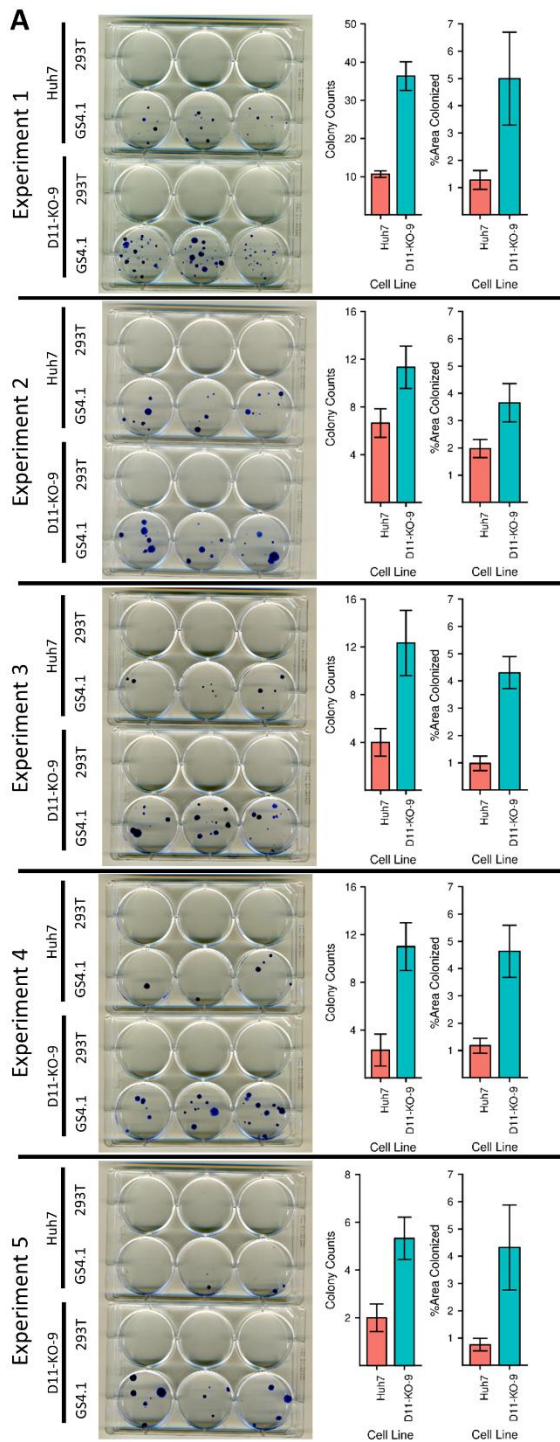 A
Experiment 1
Huh7
293T
GS4.1
D11-KO-9
293T
GS4.1
Colony Counts
50
40
30
20
10
Huh7
D11-KO-9
Cell Line
%Area Colonized
7
6
5
4
3
2
1
Huh7
D11-KO-9
Cell Line
Experiment 2
Huh7
293T
GS4.1
D11-KO-9
293T
GS4.1
Colony Counts
16
12
8
4
Huh7
D11-KO-9
Cell Line
%Area Colonized
7
6
5
4
3
2
1
Huh7
D11-KO-9
Cell Line
Experiment 3
Huh7
293T
GS4.1
D11-KO-9
293T
GS4.1
Colony Counts
16
12
8
4
Huh7
D11-KO-9
Cell Line
%Area Colonized
7
6
5
4
3
2
1
Huh7
D11-KO-9
Cell Line
Experiment 4
Huh7
293T
GS4.1
D11-KO-9
293T
GS4.1
Colony Counts
16
12
8
4
Huh7
D11-KO-9
Cell Line
%Area Colonized
7
6
5
4
3
2
1
Huh7
D11-KO-9
Cell Line
Experiment 5
Huh7
293T
GS4.1
D11-KO-9
293T
GS4.1
Colony Counts
8
6
4
2
Huh7
D11-KO-9
Cell Line
%Area Colonized
7
6
5
4
3
2
1
Huh7
D11-KO-9
Cell Line